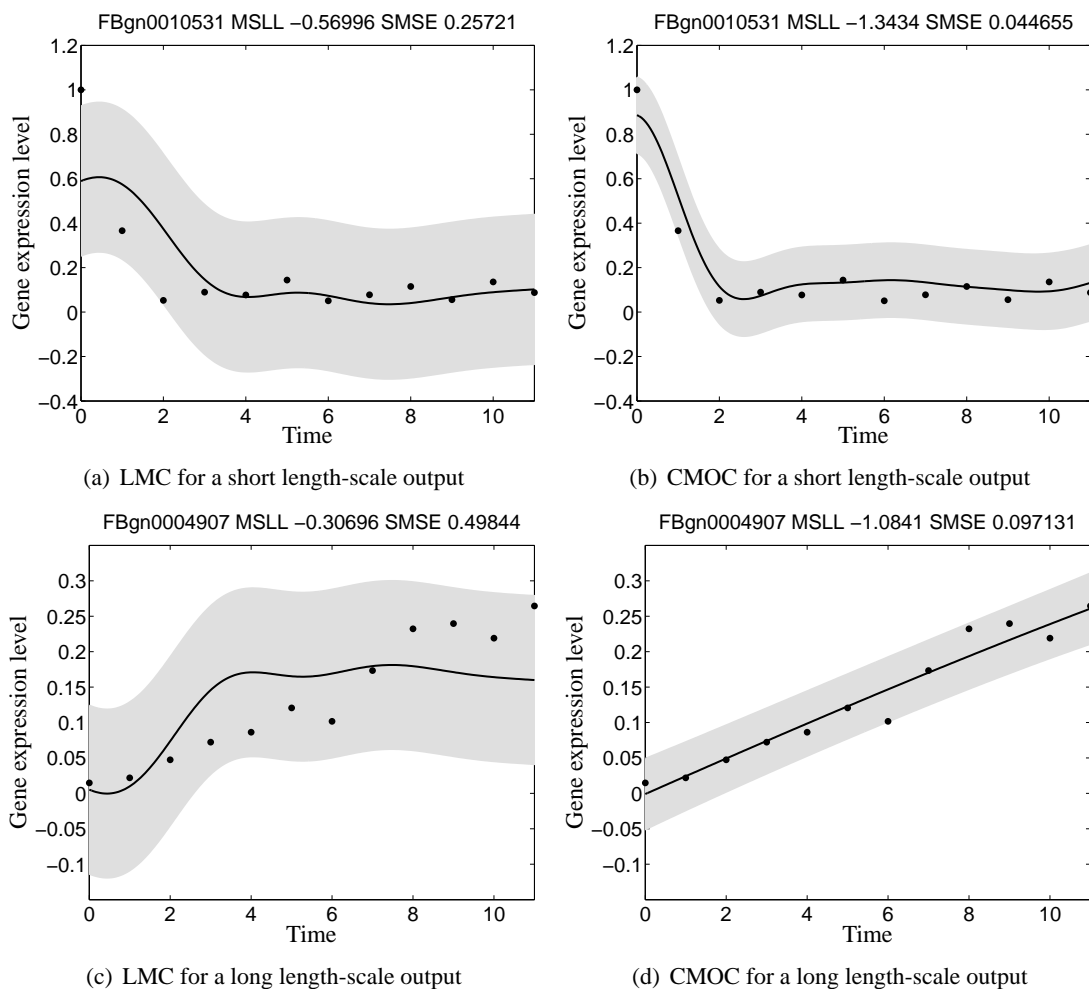 FBgn0010531 MSLL −0.56996 SMSE 0.25721
1.2
1
0.8
0.6
0.4
0.2
0
−0.2
−0.4
Gene expression level
0 2 4 6 8 10
Time
(a) LMC for a short length-scale output
FBgn0010531 MSLL −1.3434 SMSE 0.044655
1.2
1
0.8
0.6
0.4
0.2
0
−0.2
−0.4
Gene expression level
0 2 4 6 8 10
Time
(b) CMOC for a short length-scale output
FBgn0004907 MSLL −0.30696 SMSE 0.49844
0.3
0.25
0.2
0.15
0.1
0.05
0
−0.05
−0.1
Gene expression level
0 2 4 6 8 10
Time
(c) LMC for a long length-scale output
FBgn0004907 MSLL −1.0841 SMSE 0.097131
0.3
0.25
0.2
0.15
0.1
0.05
0
−0.05
−0.1
Gene expression level
0 2 4 6 8 10
Time
(d) CMOC for a long length-scale output